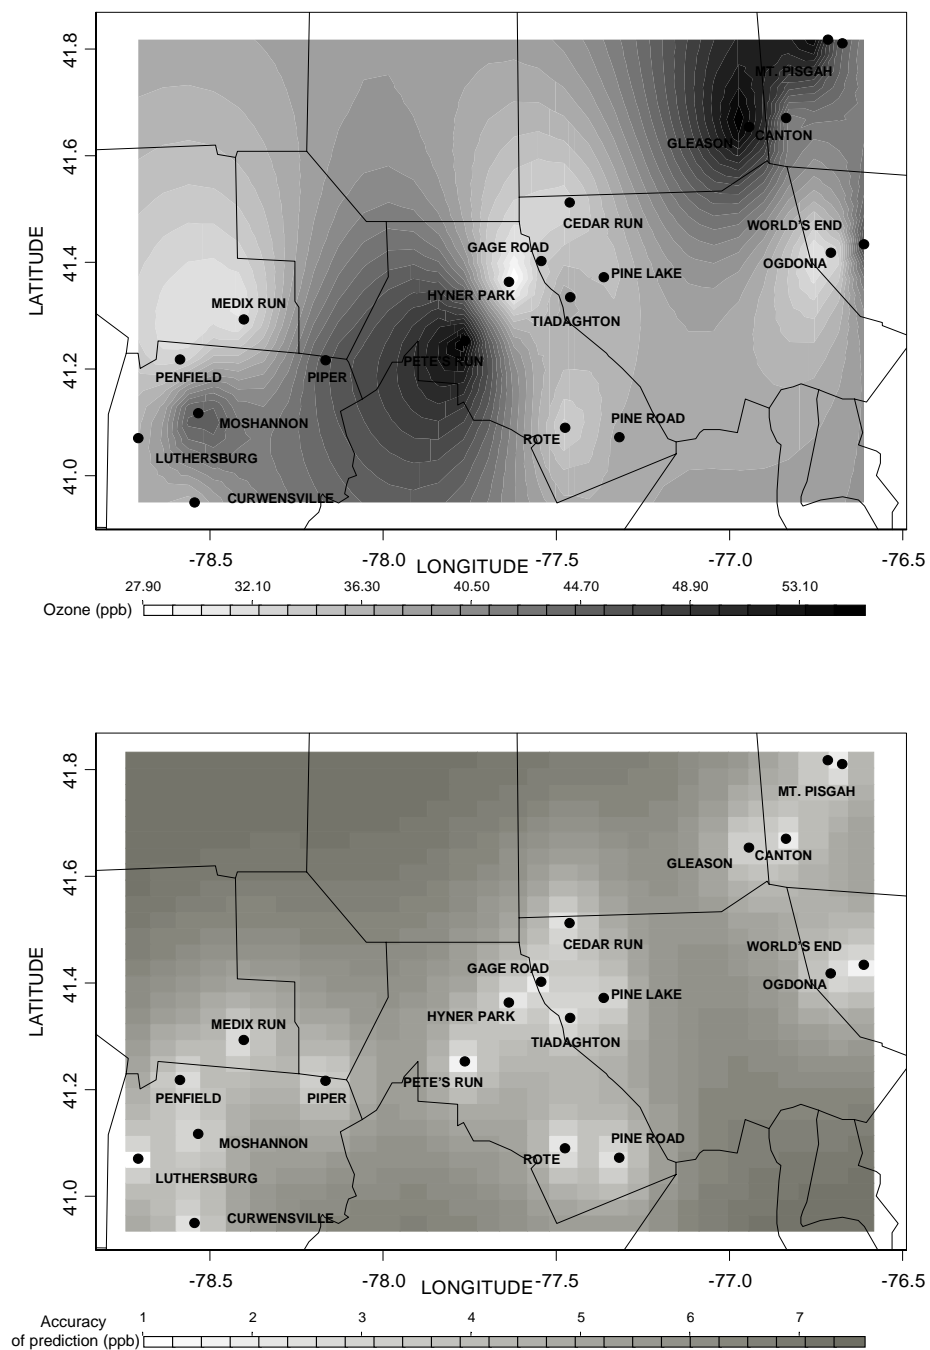 41.8
MT. PISGAH
GLEASON
CANTON
41.6
CEDAR RUN
WORLD'S END
GAGE ROAD
OGDONIA
LATITUDE
41.4
PINE LAKE
HYNER PARK
MEDIX RUN
TIADAGHTON
PETE'S RUN
41.2
PENFIELD
PIPER
MOSHANNON
PINE ROAD
ROTE
LUTHERSBURG
41.0
CURWENSVILLE
-78.5 -78.0 -77.5 -77.0 -76.5
LONGITUDE
27.90 32.10 36.30 40.50 44.70 48.90 53.10
Ozone (ppb)
41.8
MT. PISGAH
GLEASON
CANTON
41.6
CEDAR RUN
WORLD'S END
GAGE ROAD
OGDONIA
LATITUDE
41.4
PINE LAKE
HYNER PARK
MEDIX RUN
TIADAGHTON
PETE'S RUN
41.2
PENFIELD
PIPER
MOSHANNON
PINE ROAD
ROTE
LUTHERSBURG
41.0
CURWENSVILLE
-78.5 -78.0 -77.5 -77.0 -76.5
LONGITUDE
1 2 3 4 5 6 7
Accuracy
of prediction (ppb)